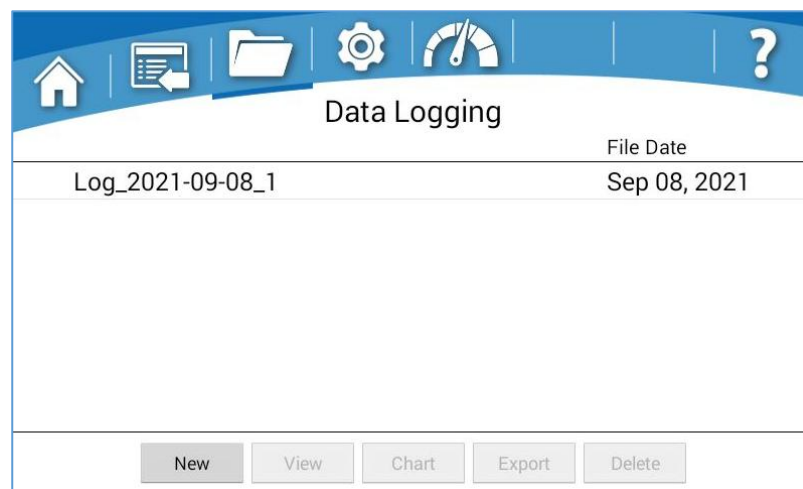 ?
Data Logging
File Date
Log_2021-09-08_1 Sep 08, 2021
New View Chart Export Delete